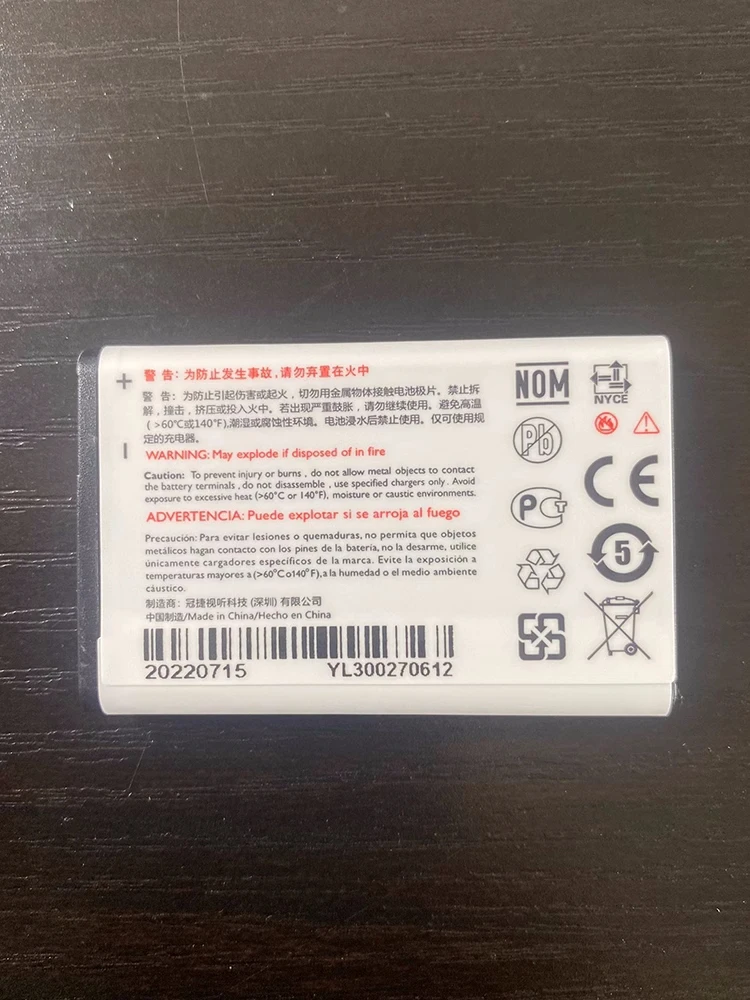 +
警 告: 为防止发生事故,请勿弃置在火中
警 告: 为防止引起伤害或起火，切勿用金属物体接触电池极片。禁止拆
解，撞击，挤压或投入火中。若出现严重鼓胀，请勿继续使用。避免高温
( >60°C或140°F),潮湿或腐蚀性环境。电池浸水后禁止使用。仅可使用规
定的充电器。
WARNING: May explode if disposed of in fire
Caution: To prevent injury or burns , do not allow metal objects to contact
the battery terminals , do not disassemble , use specified chargers only . Avoid
exposure to excessive heat (>60°C or 140°F), moisture or caustic environments.
ADVERTENCIA: Puede explotar si se arroja al fuego
Precaución: Para evitar lesiones o quemaduras, no permita que objetos
metálicos hagan contacto con los pines de la batería, no la desarme, utilice
únicamente cargadores específicos de la marca. Evite la exposición a
temperaturas mayores a (>60°Co140°F), a la humedad o el medio ambiente
cáustico.
制造商：冠捷视听科技 (深圳) 有限公司
中国制造/Made in China/Hecho en China
20220715 YL300270612
NOM
NYCE
Pb
PCT
CE
5